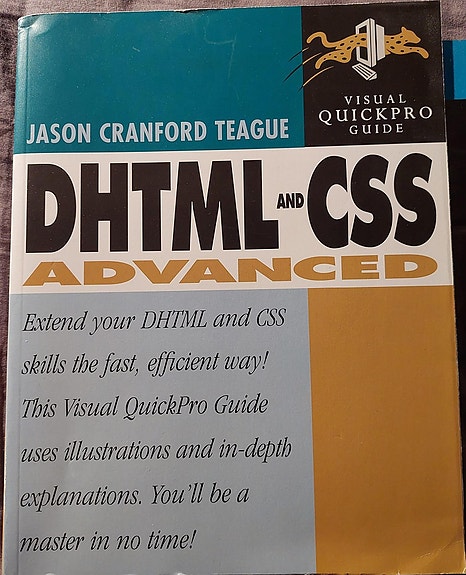 VISUAL
QUICKPRO
GUIDE
JASON CRANFORD TEAGUE
DHTML AND CSS
ADVANCED
Extend your DHTML and CSS
skills the fast, efficient way!
This Visual QuickPro Guide
uses illustrations and in-depth
explanations. You'll be a
master in no time!